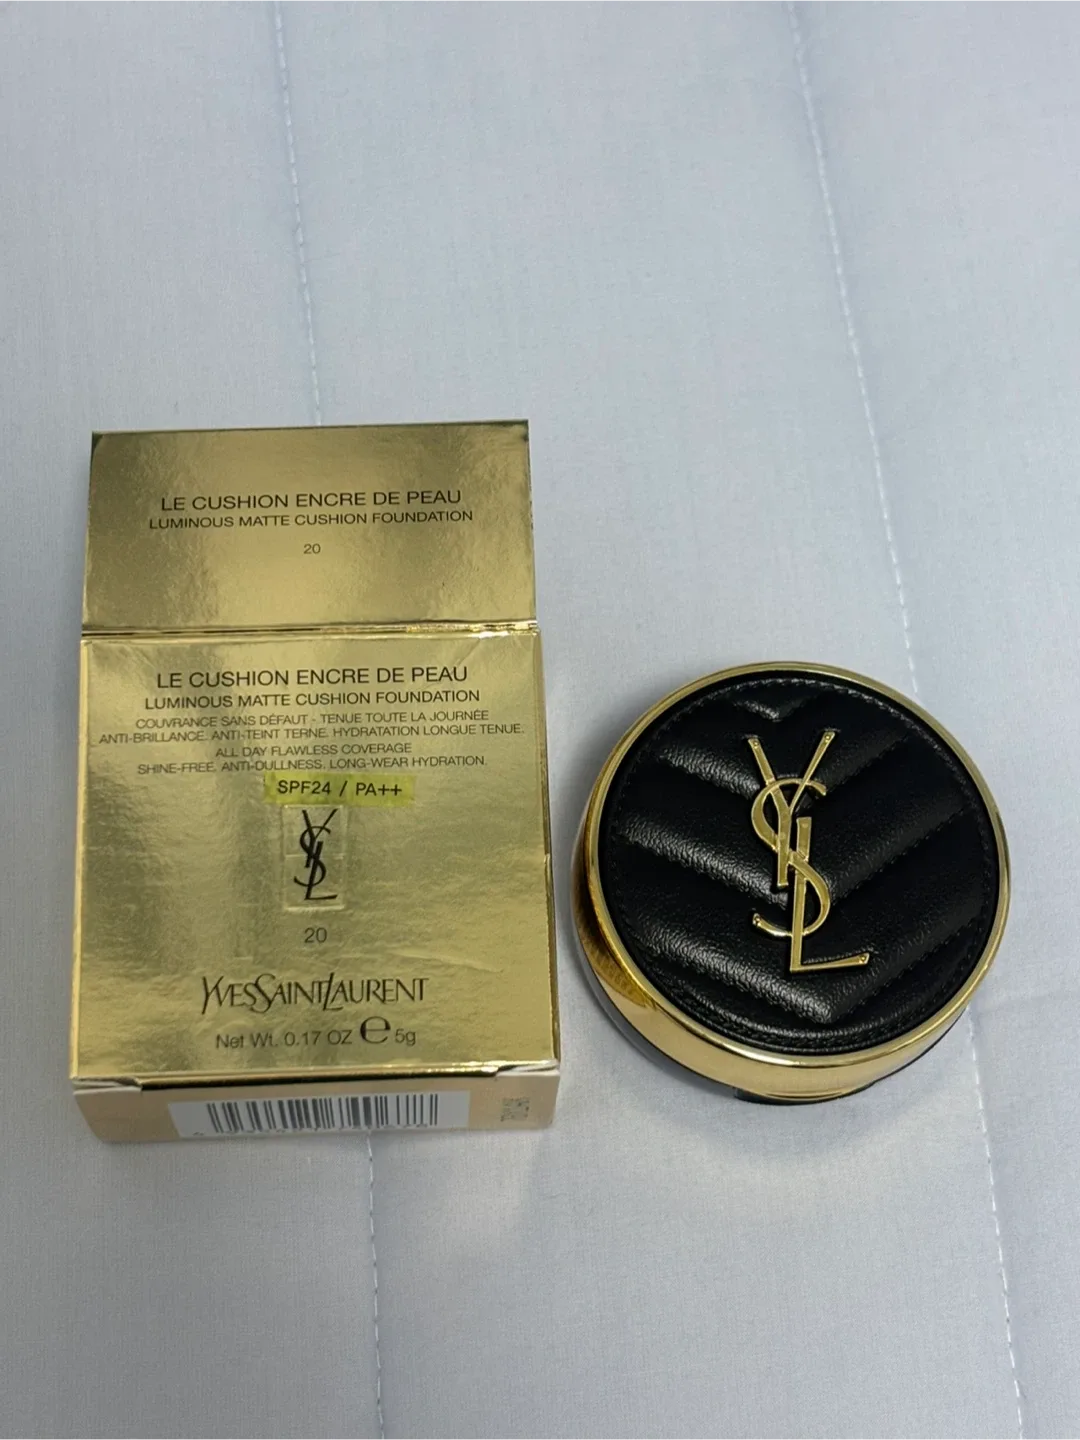 LE CUSHION ENCRE DE PEAU
LUMINOUS MATTE CUSHION FOUNDATION
20
LE CUSHION ENCRE DE PEAU
LUMINOUS MATTE CUSHION FOUNDATION
COUVRANCE SANS DÉFAUT - TENUE TOUTE LA JOURNÉE
ANTI-BRILLANCE. ANTI-TEINT TERNE. HYDRATATION LONGUE TENUE.
ALL DAY FLAWLESS COVERAGE
SHINE-FREE. ANTI-DULLNESS. LONG-WEAR HYDRATION.
SPF24 / PA++
YSL
20
YVESSAINTLAURENT
Net Wt. 0.17 OZ e 5g
YSL